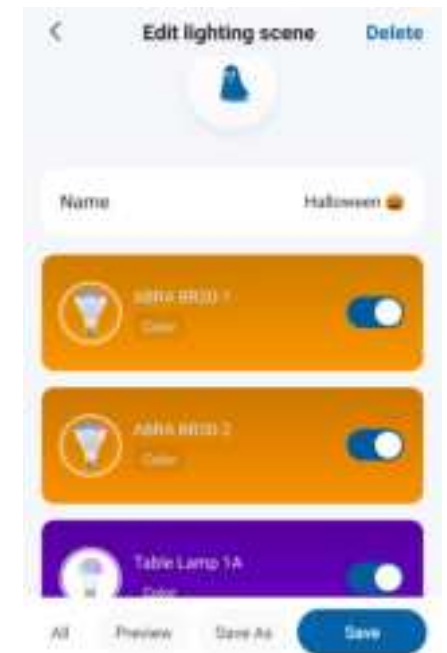 Edit lighting scene Delete
Name Halloween 🎃
ABRA BR30 1
Color
ABRA BR30 2
Color
Table Lamp 1A
Color
All Preview Save As Save